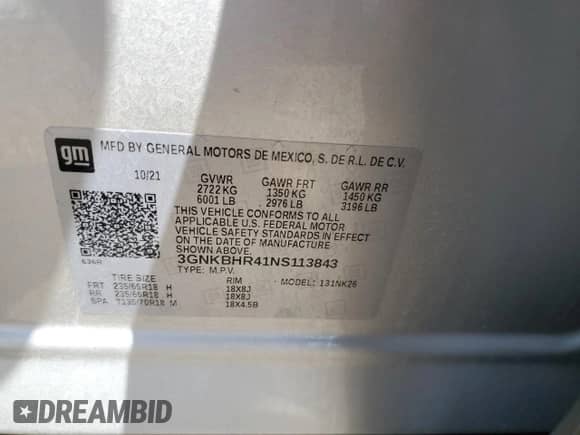 gm
MFD BY GENERAL MOTORS DE MEXICO, S. DE R.L. DE C.V.
10/21 GVWR GAWR FRT GAWR RR
2722 KG 1350 KG 1450 KG
6001 LB 2976 LB 3196 LB
THIS VEHICLE CONFORMS TO ALL
APPLICABLE U.S. FEDERAL MOTOR
VEHICLE SAFETY STANDARDS IN EFFECT
ON THE DATE OF MANUFACTURE
SHOWN ABOVE.
3GNKBHR41NS113843
TYPE: M.P.V. MODEL: 131NK26
636R
TIRE SIZE RIM
FRT 235/65R18 H 18X8J
RR 235/65R18 H 18X8J
SPA T135/70R18 M 18X4.5B
DREAMBID